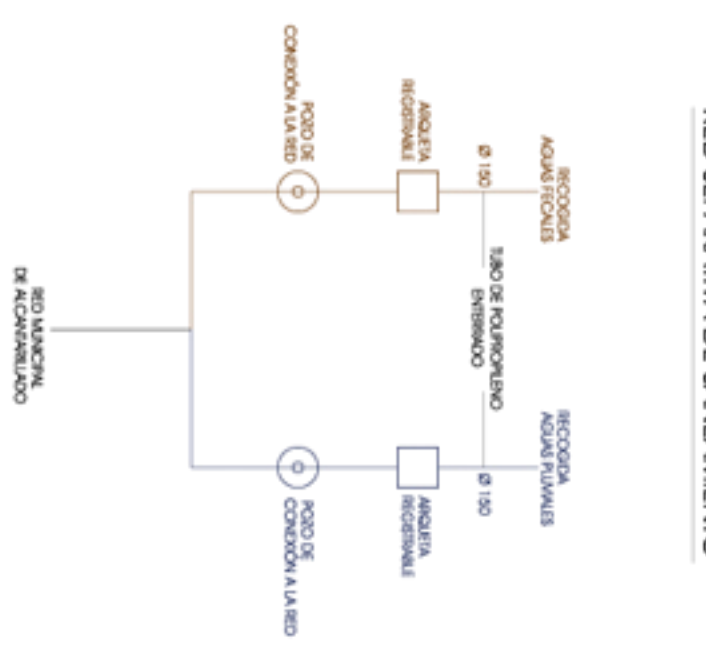 RECOGIDA
AGUAS FECALES
RECOGIDA
AGUAS PLUVIALES
Ø 150
TUBO DE POLIPROPILENO
ENTERRADO
Ø 150
ARQUETA
REGISTRABLE
ARQUETA
REGISTRABLE
POZO DE
CONEXIÓN A LA RED
POZO DE
CONEXIÓN A LA RED
RED MUNICIPAL
DE ALCANTARILLADO